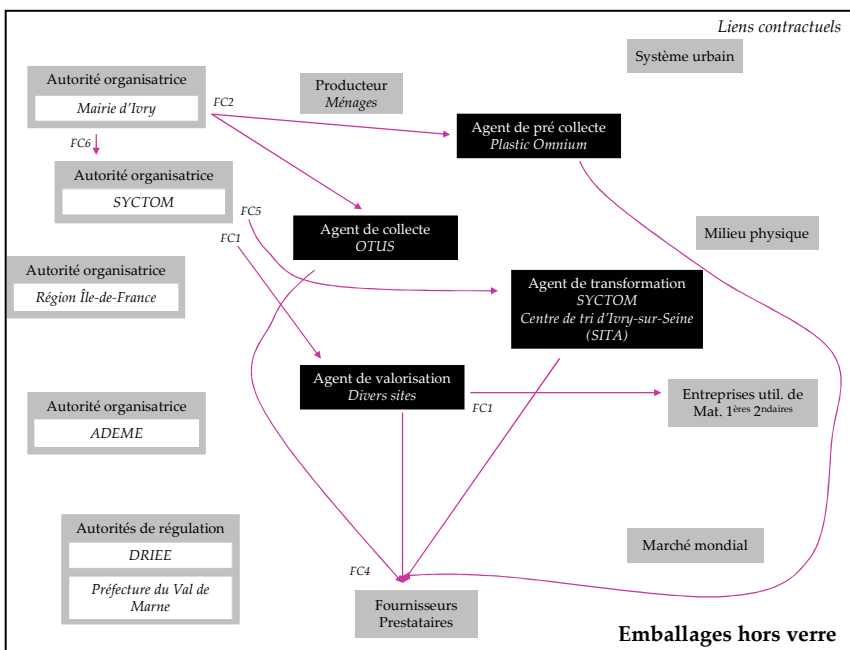 Liens contractuels
Système urbain
Autorité organisatrice
Mairie d'Ivry
FC2
Producteur
Ménages
Agent de pré collecte
Plastic Omnium
FC6
Autorité organisatrice
SYCTOM
FC5
FC1
Agent de collecte
OTUS
Milieu physique
Autorité organisatrice
Région Île-de-France
Agent de transformation
SYCTOM
Centre de tri d'Ivry-sur-Seine
(SITA)
Agent de valorisation
Divers sites
FC1
Entreprises util. de
Mat. 1ères 2ndaires
Autorité organisatrice
ADEME
Autorités de régulation
DRIEE
Préfecture du Val de
Marne
Marché mondial
FC4
Fournisseurs
Prestataires
Emballages hors verre